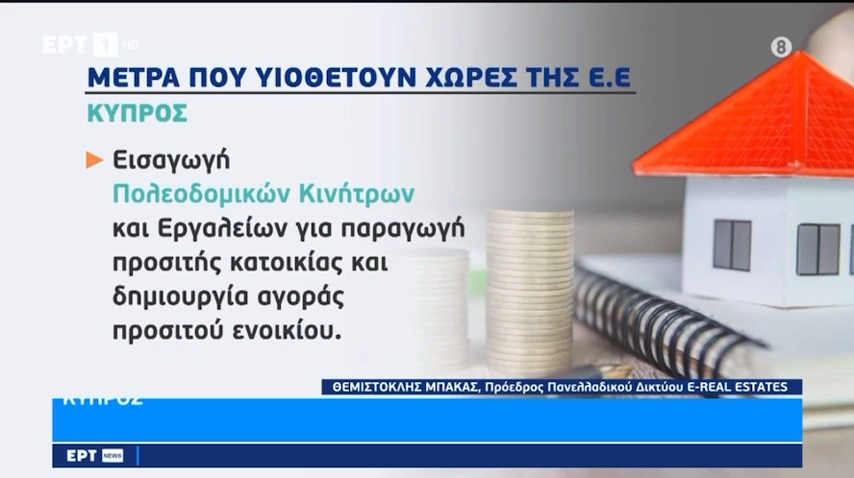 ΕΡΤ 1 HD
8
ΜΕΤΡΑ ΠΟΥ ΥΙΟΘΕΤΟΥΝ ΧΩΡΕΣ ΤΗΣ Ε.Ε
ΚΥΠΡΟΣ
Εισαγωγή
Πολεοδομικών Κινήτρων
και Εργαλείων για παραγωγή
προσιτής κατοικίας και
δημιουργία αγοράς
προσιτού ενοικίου.
ΘΕΜΙΣΤΟΚΛΗΣ ΜΠΑΚΑΣ, Πρόεδρος Πανελλαδικού Δικτύου E-REAL ESTATES
ΚΥΠΡΟΣ
ΕΡΤ NEWS